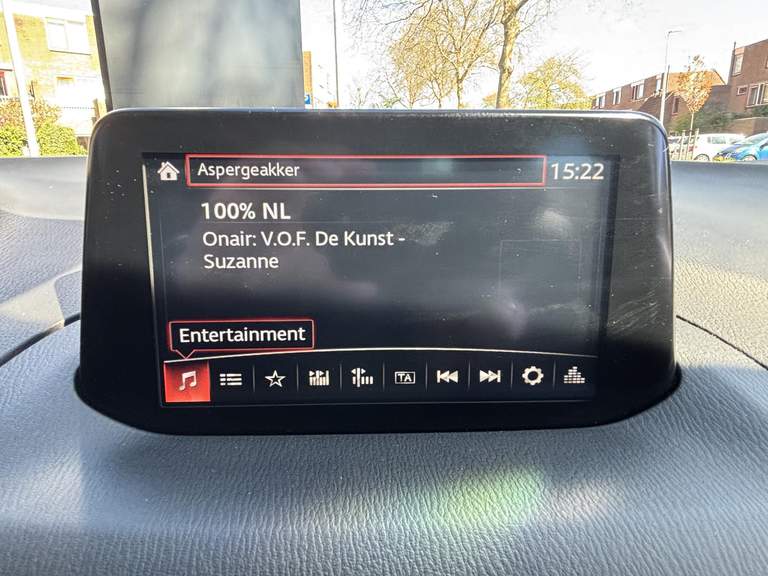 Aspergeakker
15:22
100% NL
Onair: V.O.F. De Kunst -
Suzanne
Entertainment
TA